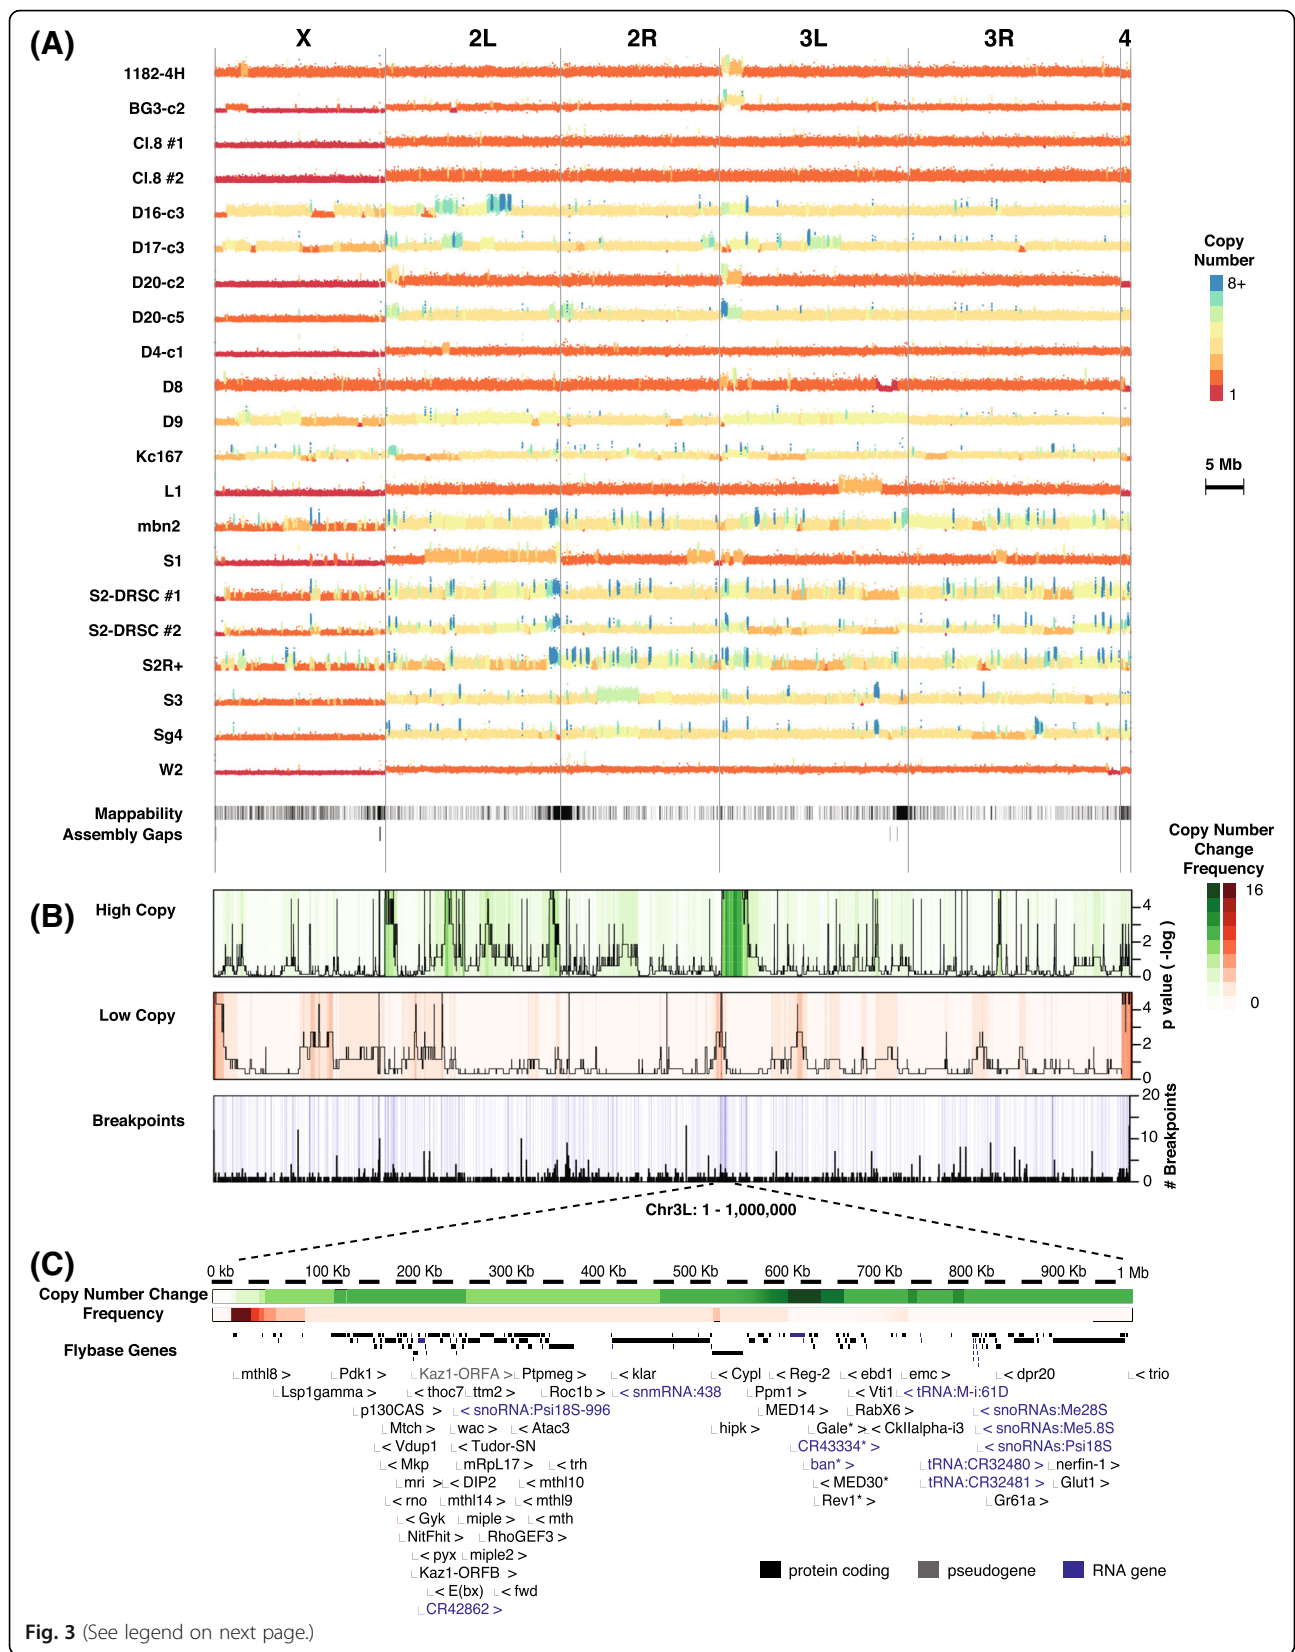 (A)
X 2L 2R 3L 3R 4
1182-4H
BG3-c2
Cl.8 #1
Cl.8 #2
D16-c3
D17-c3
D20-c2
D20-c5
D4-c1
D8
D9
Kc167
L1
mbn2
S1
S2-DRSC #1
S2-DRSC #2
S2R+
S3
Sg4
W2
Mappability
Assembly Gaps
Copy
Number
8+
1
5 Mb
Copy Number
Change
Frequency
16
0
(B)
High Copy
4
2
0
Low Copy
4
2
0
p value ( -log )
Breakpoints
20
10
0
# Breakpoints
Chr3L: 1 - 1,000,000
(C)
0 kb 100 Kb 200 Kb 300 Kb 400 Kb 500 Kb 600 Kb 700 Kb 800 Kb 900 Kb 1 Mb
Copy Number Change
Frequency
Flybase Genes
mthl8 > Pdk1 > Kaz1-ORFA > Ptpmeg > < klar < Cypl < Reg-2 < ebd1 emc > < dpr20 < trio
Lsp1gamma > < thoc7 ttm2 > Roc1b > < snmRNA:438 Ppm1 > < Vti1 < tRNA:M-i:61D
p130CAS > < snoRNA:Psi18S-996 MED14 > RabX6 > < snoRNAs:Me28S
Mtch > wac > < Atac3 hipk > Gale* > < CkIIalpha-i3 < snoRNAs:Me5.8S
< Vdup1 < Tudor-SN CR43334* > < snoRNAs:Psi18S
< Mkp mRpL17 > < trh ban* > tRNA:CR32480 > nerfin-1 >
mri > < DIP2 < mthl10 < MED30* tRNA:CR32481 > Glut1 >
< rno mthl14 > < mthl9 Rev1* > Gr61a >
< Gyk miple > < mth
NitFhit > RhoGEF3 >
< pyx miple2 >
Kaz1-ORFB >
< E(bx) < fwd
CR42862 >
protein coding pseudogene RNA gene
Fig. 3 (See legend on next page.)